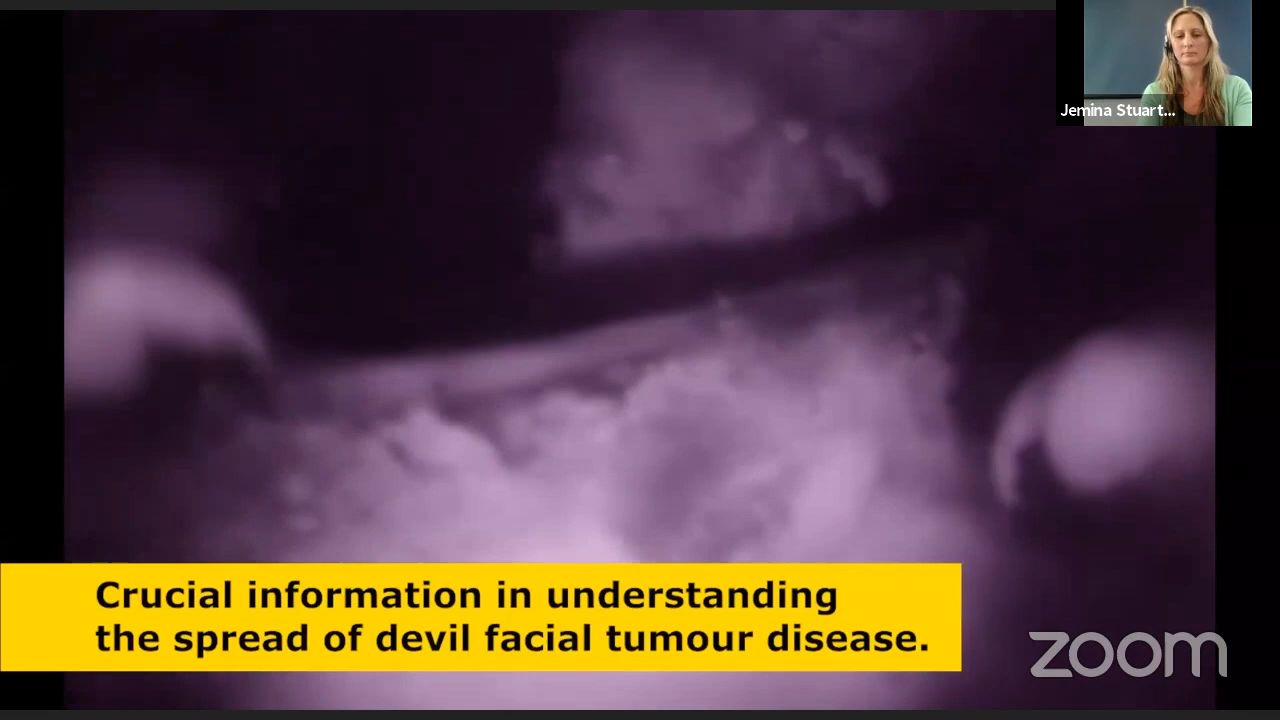 Jemina Stuart...
Crucial information in understanding
the spread of devil facial tumour disease.
zoom